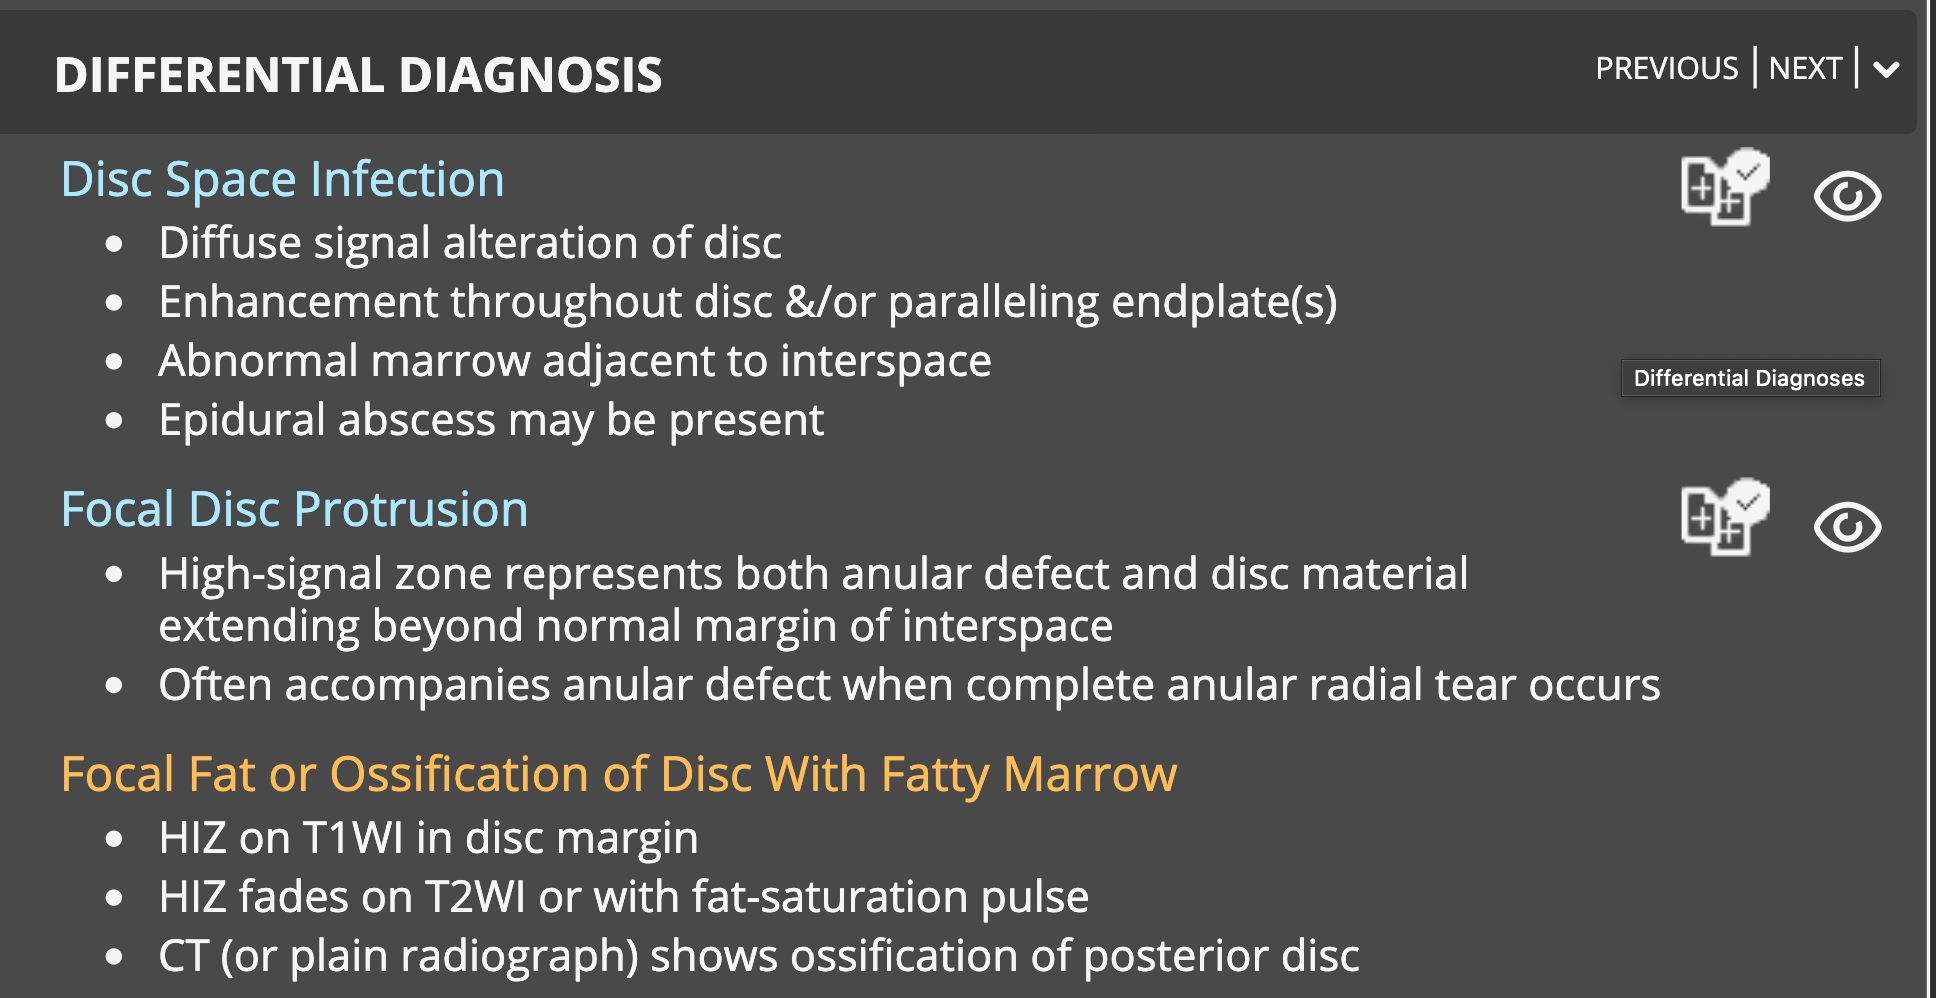 DIFFERENTIAL DIAGNOSIS
PREVIOUS | NEXT |
Disc Space Infection
• Diffuse signal alteration of disc
• Enhancement throughout disc &/or paralleling endplate(s)
• Abnormal marrow adjacent to interspace
Differential Diagnoses
• Epidural abscess may be present
Focal Disc Protrusion
• High-signal zone represents both anular defect and disc material
extending beyond normal margin of interspace
• Often accompanies anular defect when complete anular radial tear occurs
Focal Fat or Ossification of Disc With Fatty Marrow
• HIZ on T1WI in disc margin
• HIZ fades on T2WI or with fat-saturation pulse
• CT (or plain radiograph) shows ossification of posterior disc